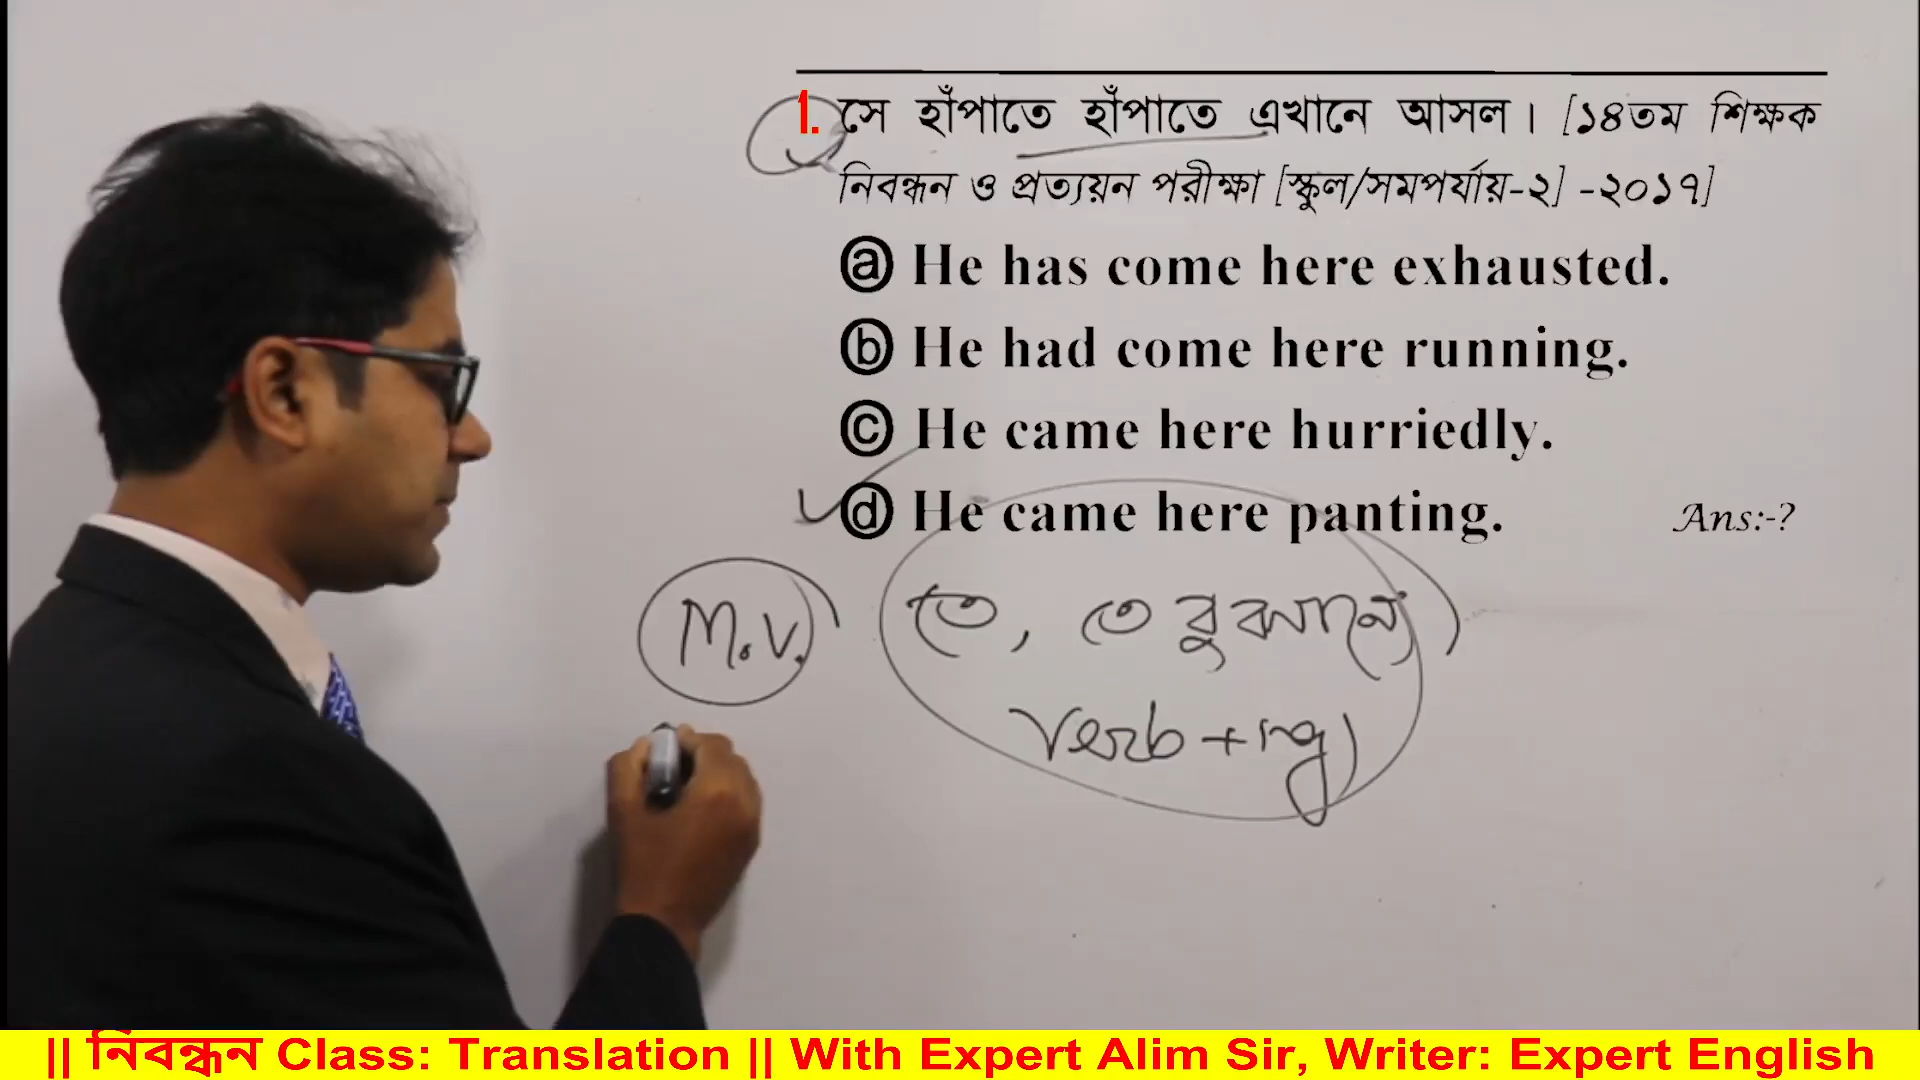 1. সে হাঁপাতে হাঁপাতে এখানে আসল। [১৪তম শিক্ষক
নিবন্ধন ও প্রত্যয়ন পরীক্ষা [স্কুল/সমপর্যায়-২] -২০১৭]
ⓐ He has come here exhausted.
ⓑ He had come here running.
ⓒ He came here hurriedly.
ⓓ He came here panting. Ans:-?
M.V. তে, তে বুঝালে
Verb + ing
|| নিবন্ধন Class: Translation || With Expert Alim Sir, Writer: Expert English